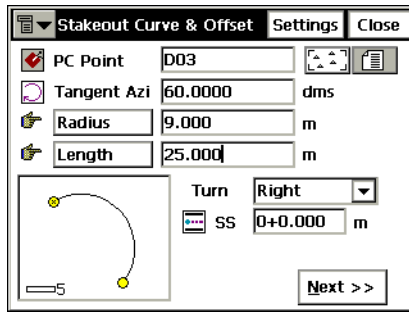 Stakeout Curve & Offset Settings Close
PC Point D03
Tangent Azi 60.0000 dms
Radius 9.000 m
Length 25.000 m
Turn Right
SS 0+0.000 m
5
Next >>